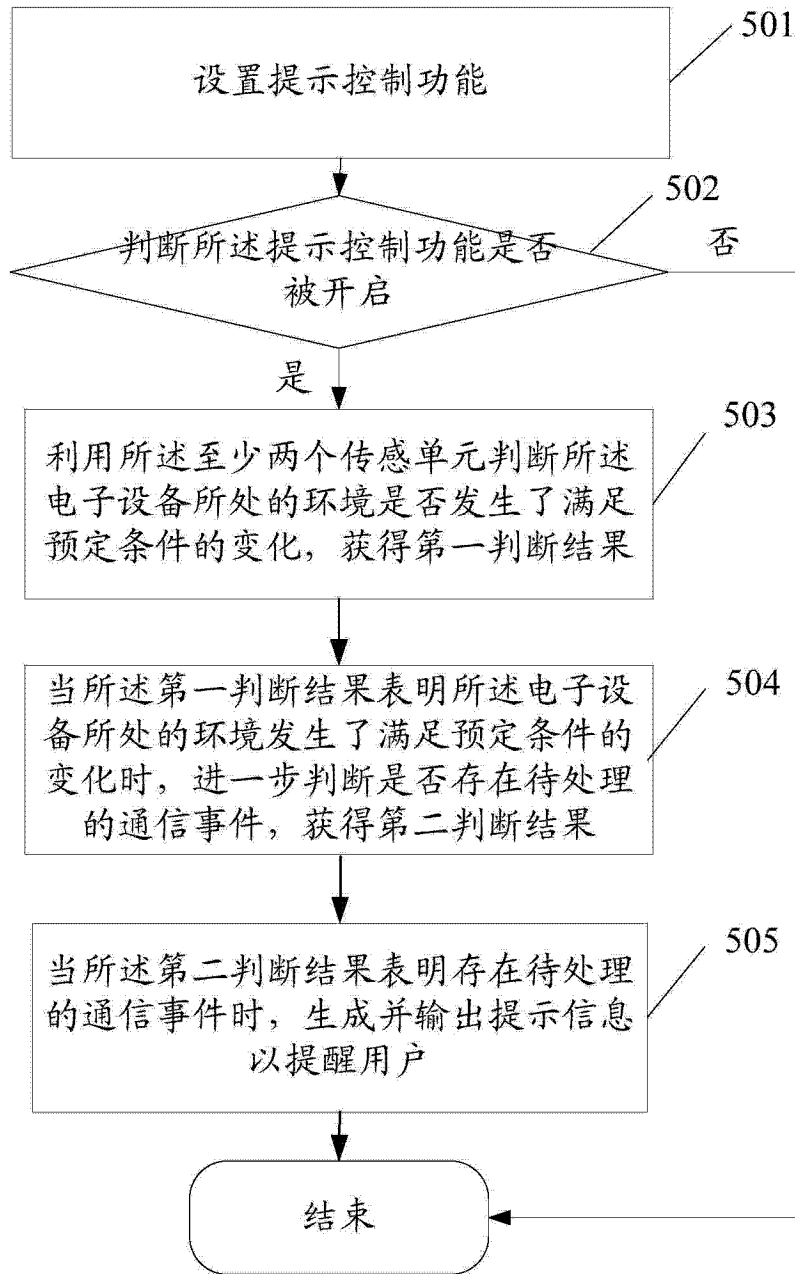 501
设置提示控制功能
502
判断所述提示控制功能是否
被开启
否
是
503
利用所述至少两个传感单元判断所述
电子设备所处的环境是否发生了满足
预定条件的变化，获得第一判断结果
504
当所述第一判断结果表明所述电子设
备所处的环境发生了满足预定条件的
变化时，进一步判断是否存在待处理
的通信事件，获得第二判断结果
505
当所述第二判断结果表明存在待处理
的通信事件时，生成并输出提示信息
以提醒用户
结束